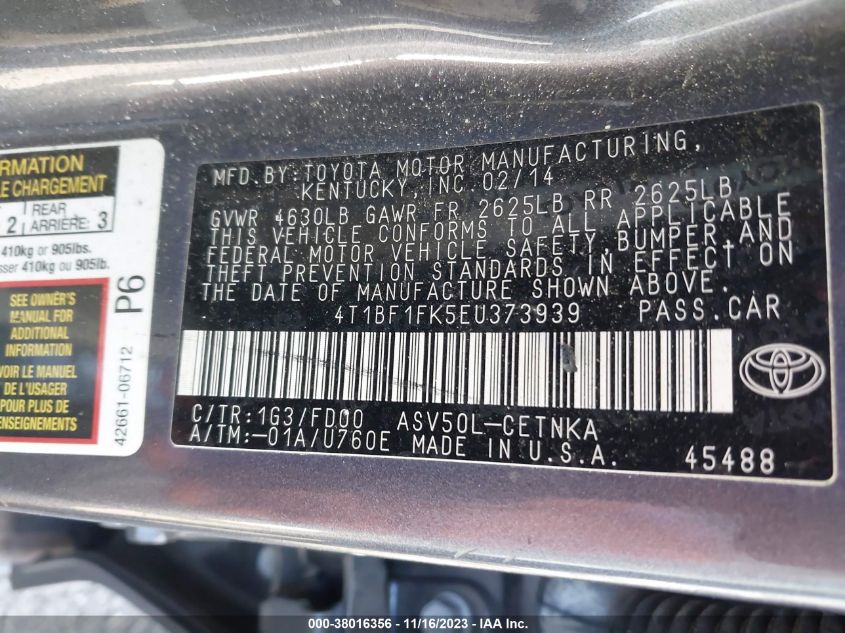 RMATION
LE CHARGEMENT
2 REAR ARRIÈRE: 3
410kg or 905lbs.
sser 410kg ou 905lb.
SEE OWNER'S
MANUAL FOR
ADDITIONAL
INFORMATION
VOIR LE MANUEL
DE L'USAGER
POUR PLUS DE
RENSEIGNEMENTS
P6
42661-06712
MFD.BY:TOYOTA MOTOR MANUFACTURING,
KENTUCKY,INC.02/14
GVWR 4630LB GAWR FR 2625LB RR 2625LB
THIS VEHICLE CONFORMS TO ALL APPLICABLE
FEDERAL MOTOR VEHICLE SAFETY,BUMPER,AND
THEFT PREVENTION STANDARDS IN EFFECT ON
THE DATE OF MANUFACTURE SHOWN ABOVE.
4T1BF1FK5EU373939 PASS.CAR
C/TR:1G3/FD00 ASV50L-CETNKA
A/TM:-01A/U760E MADE IN U.S.A. 45488
000-38016356 - 11/16/2023 - IAA Inc.